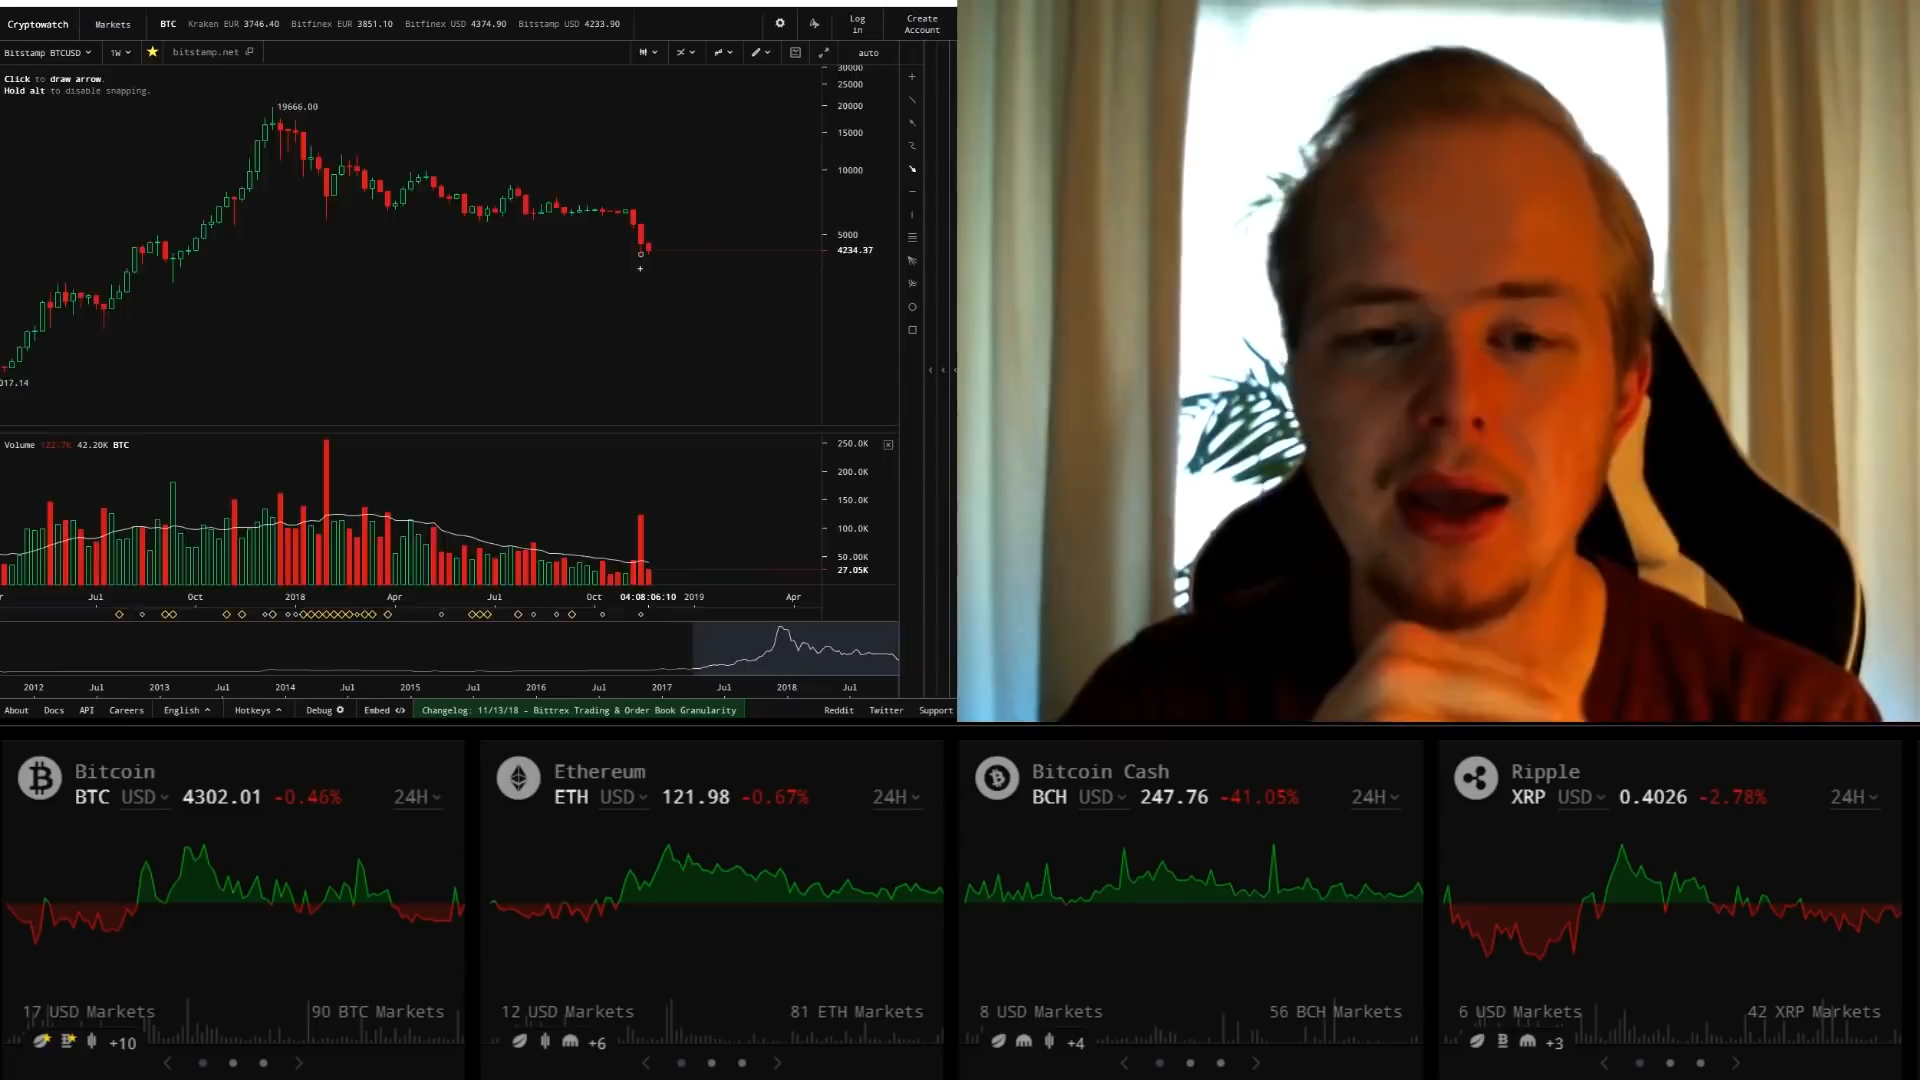 Cryptowatch Markets BTC Kraken EUR 3746.40 Bitfinex EUR 3851.10 Bitfinex USD 4374.90 Bitstamp USD 4233.90 Log in Create Account
Bitstamp BTCUSD 1W bitstamp.net auto
Click to draw arrow.
Hold alt to disable snapping.
30000
25000
19666.00
20000
15000
10000
5000
4234.37
017.14
Volume 122.7K 42.20K BTC
250.0K
200.0K
150.0K
100.0K
50.00K
27.05K
r Jul Oct 2018 Apr Jul Oct 04:08:06:10 2019 Apr
2012 Jul 2013 Jul 2014 Jul 2015 Jul 2016 Jul 2017 Jul 2018 Jul
About Docs API Careers English Hotkeys Debug Embed </> Changelog: 11/13/18 - Bittrex Trading & Order Book Granularity Reddit Twitter Support
Bitcoin
BTC USD 4302.01 -0.46% 24H
17 USD Markets 90 BTC Markets
+10
Ethereum
ETH USD 121.98 -0.67% 24H
12 USD Markets 81 ETH Markets
+6
Bitcoin Cash
BCH USD 247.76 -41.05% 24H
8 USD Markets 56 BCH Markets
+4
Ripple
XRP USD 0.4026 -2.78% 24H
6 USD Markets 42 XRP Markets
+3